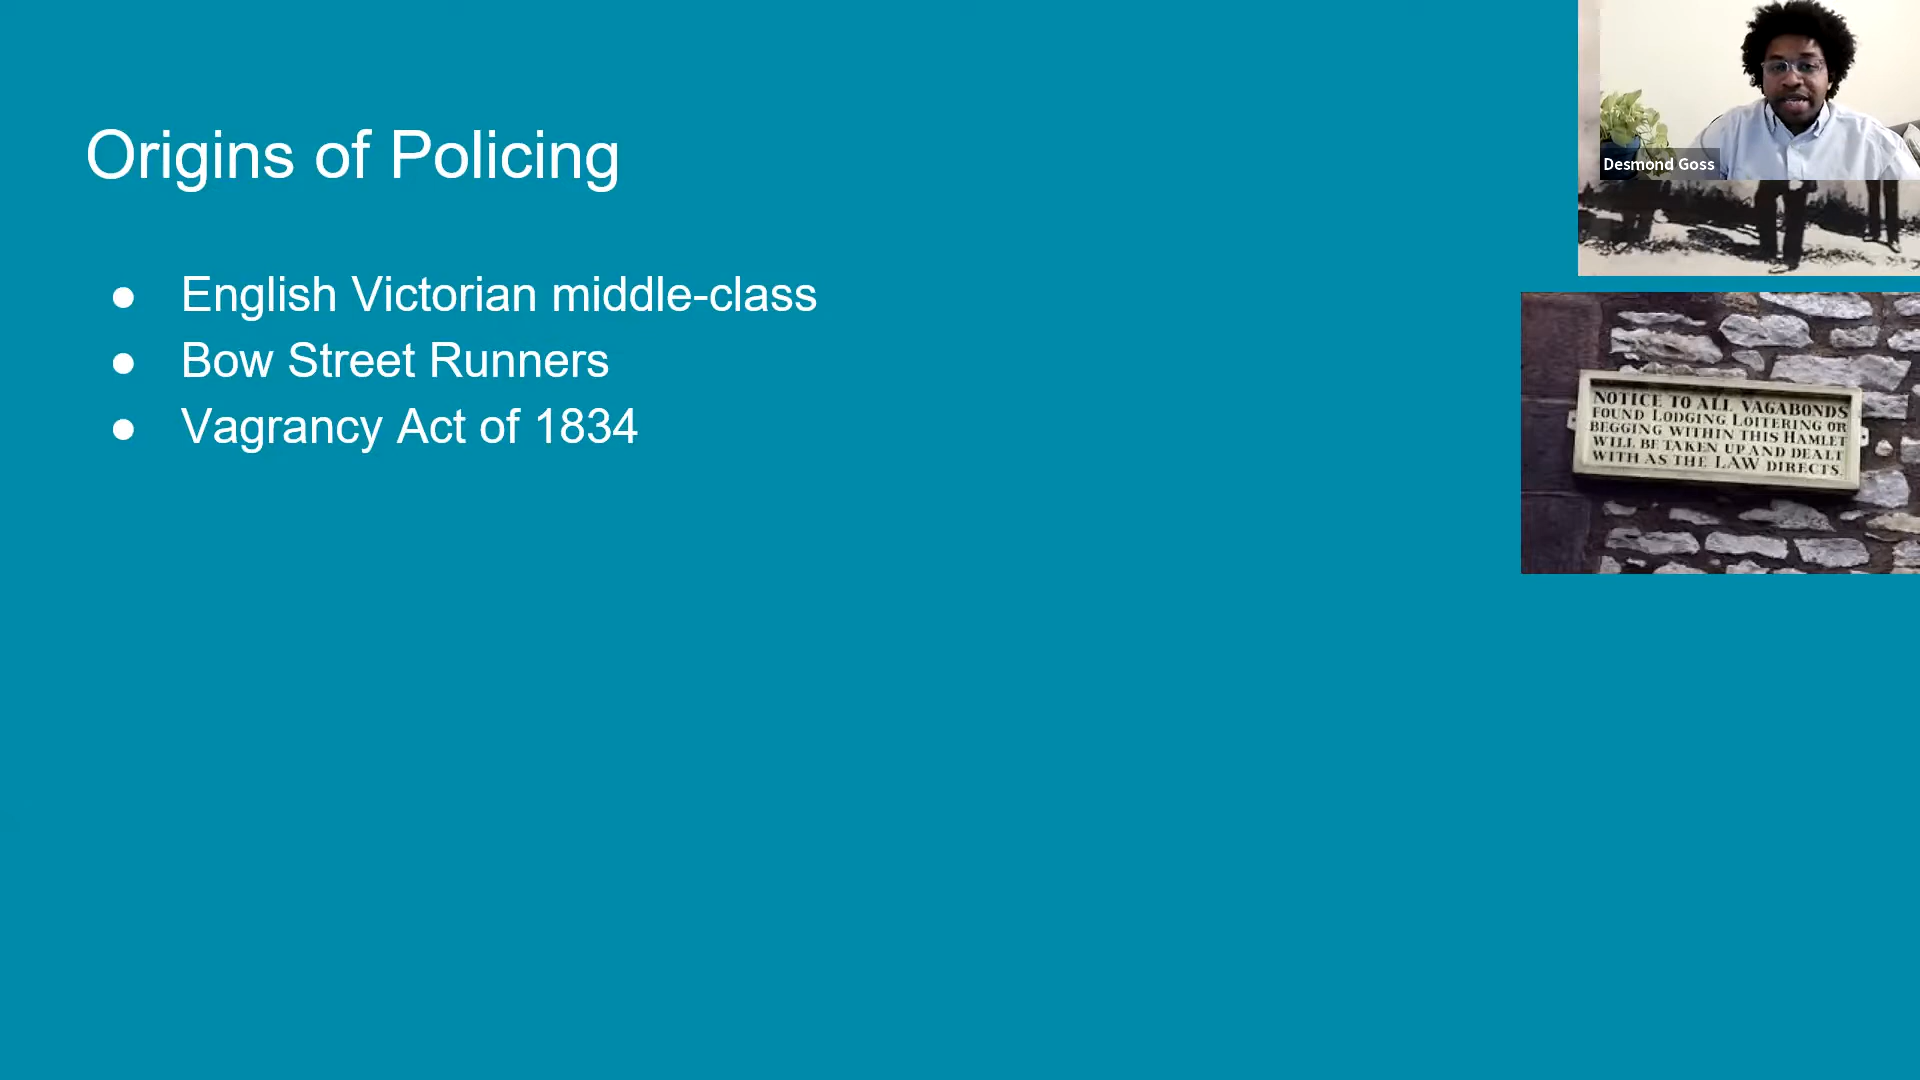 Origins of Policing
English Victorian middle-class
Bow Street Runners
Vagrancy Act of 1834
Desmond Goss
NOTICE TO ALL VAGABONDS
FOUND LODGING LOITERING OR
BEGGING WITHIN THIS HAMLET
WILL BE TAKEN UP AND DEALT
WITH AS THE LAW DIRECTS.